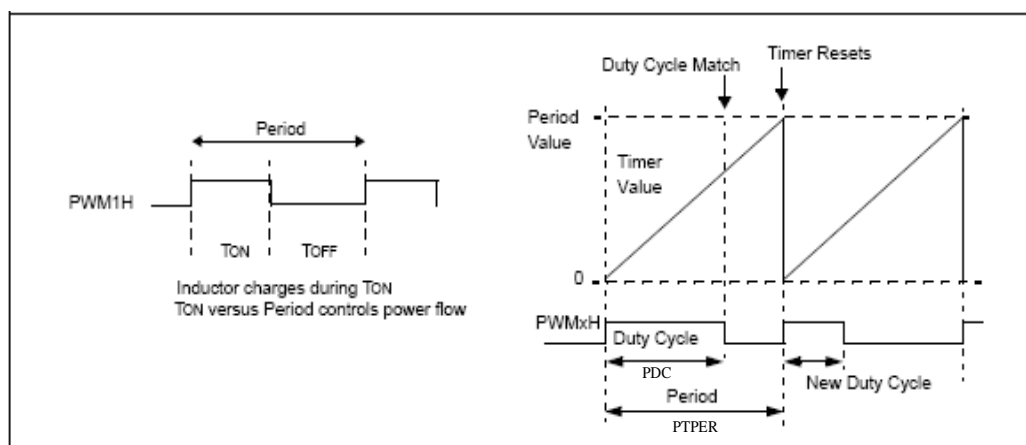 Period
PWM1H
TON
TOFF
Inductor charges during TON
TON versus Period controls power flow
Duty Cycle Match
Timer Resets
Period
Value
Timer
Value
0
PWMxH
Duty Cycle
PDC
New Duty Cycle
Period
PTPER